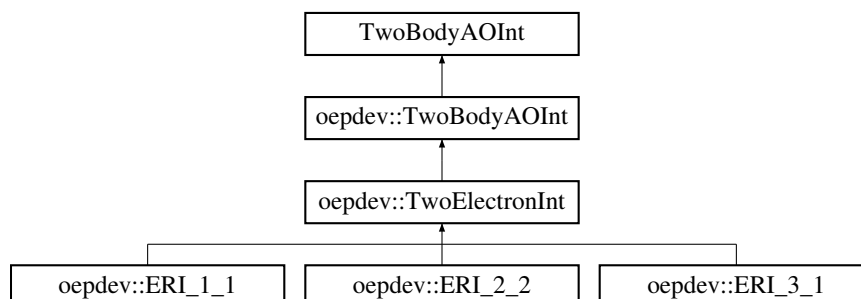 TwoBodyAOInt
oepdev::TwoBodyAOInt
oepdev::TwoElectronInt
oepdev::ERI_1_1
oepdev::ERI_2_2
oepdev::ERI_3_1